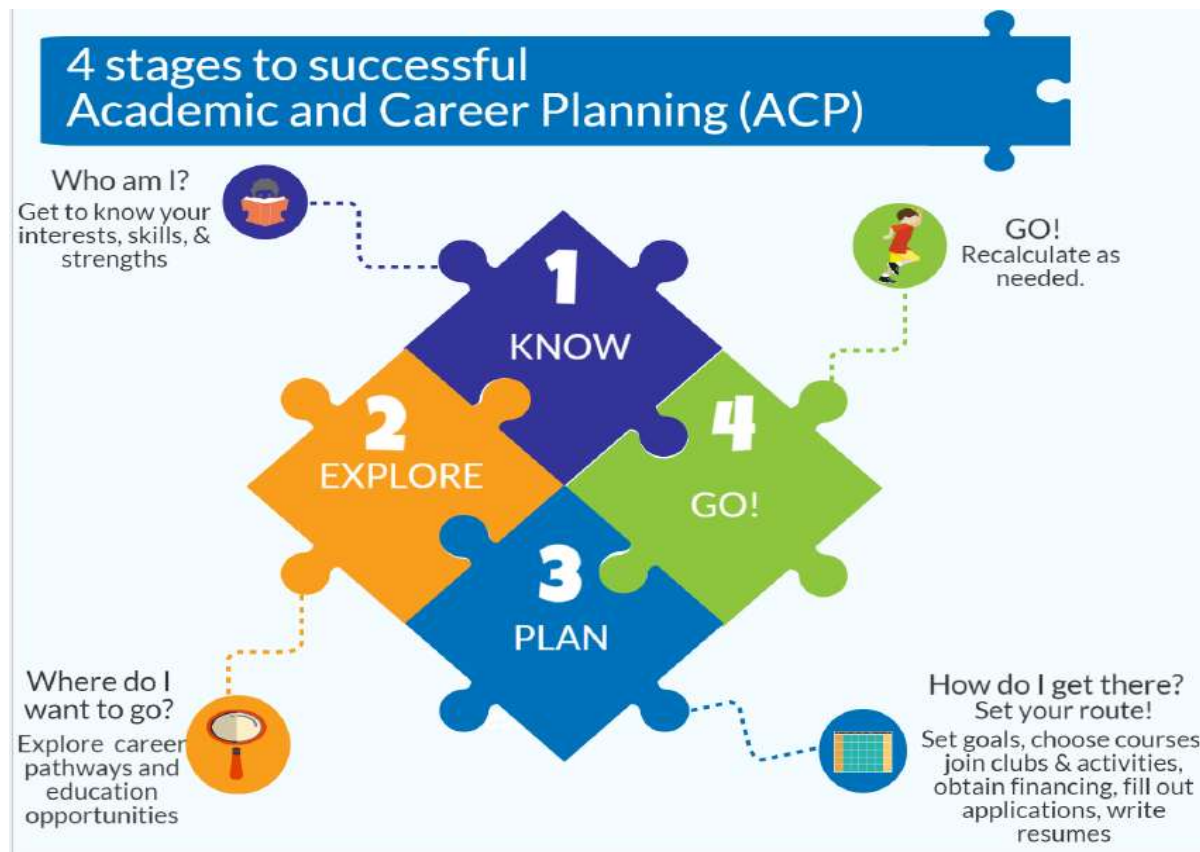 4 stages to successful
Academic and Career Planning (ACP)
Who am I?
Get to know your
interests, skills, &
strengths
GO!
Recalculate as
needed.
1
KNOW
2
EXPLORE
4
GO!
3
PLAN
Where do I
want to go?
Explore career
pathways and
education
opportunities
How do I get there?
Set your route!
Set goals, choose courses
join clubs & activities,
obtain financing, fill out
applications, write
resumes